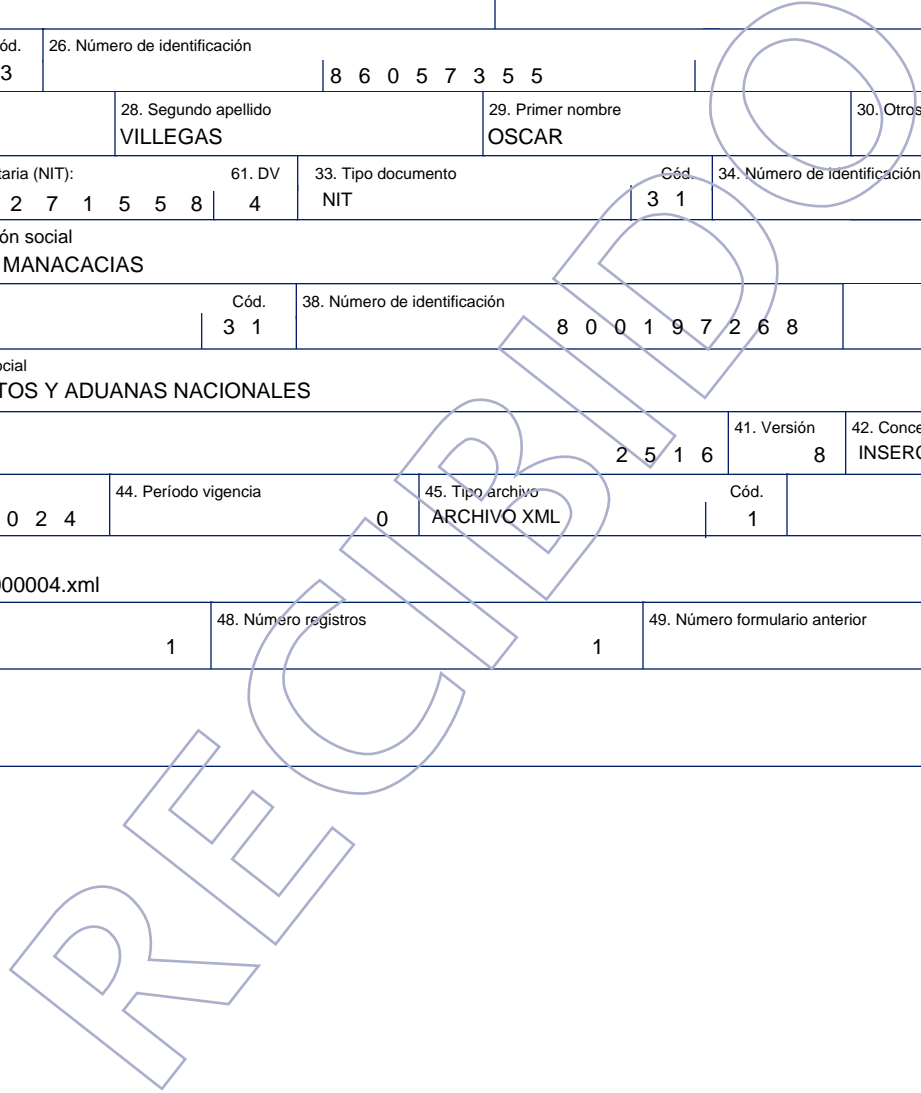 ód. 26. Número de identificación
3 8 6 0 5 7 3 5 5
28. Segundo apellido 29. Primer nombre 30. Otros
VILLEGAS OSCAR
taria (NIT): 61. DV 33. Tipo documento Cód. 34. Número de identificación
2 7 1 5 5 8 4 NIT 3 1
ón social
MANACACIAS
Cód. 38. Número de identificación
3 1 8 0 0 1 9 7 2 6 8
ocial
TOS Y ADUANAS NACIONALES
41. Versión 42. Conce
2 5 1 6 8 INSERC
44. Período vigencia 45. Tipo archivo Cód.
0 2 4 0 ARCHIVO XML 1
000004.xml
48. Número registros 49. Número formulario anterior
1 1
RECIBIDO